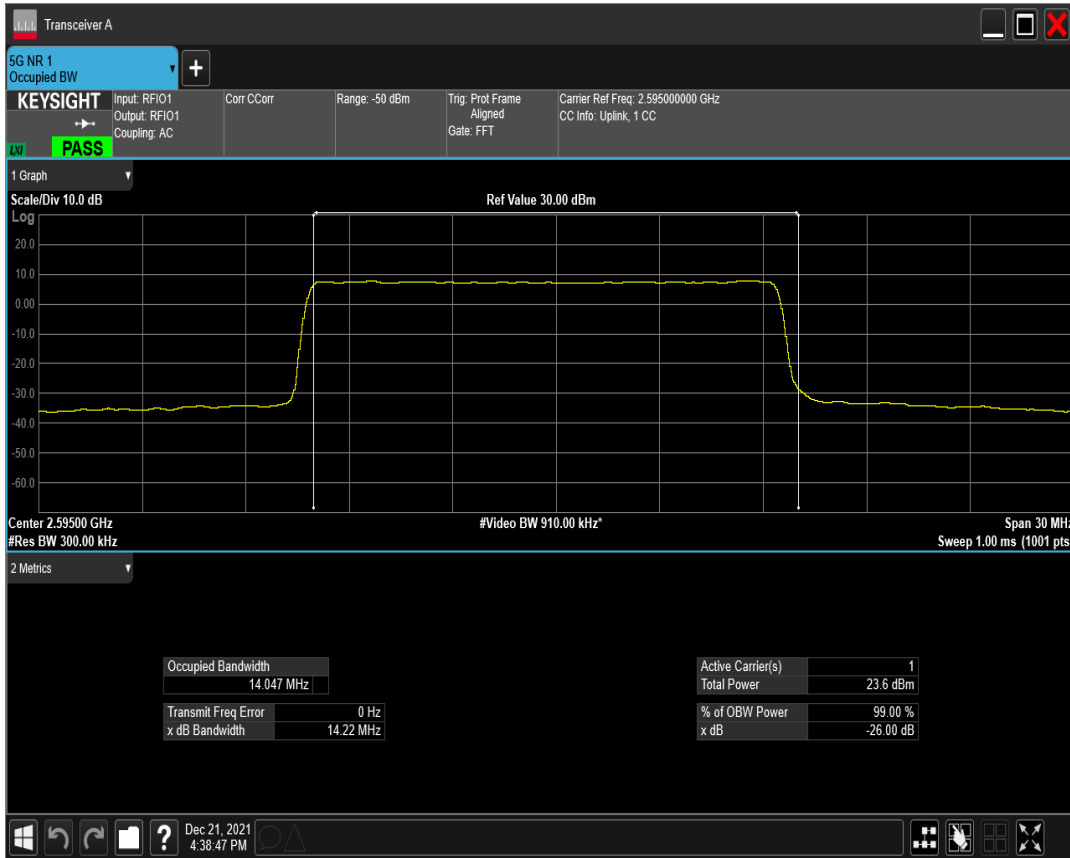 Transceiver A
5G NR 1
Occupied BW
KEYSIGHT
LXI
PASS
Input: RFIO1
Output: RFIO1
Coupling: AC
Corr CCorr
Range: -50 dBm
Trig: Prot Frame
Aligned
Gate: FFT
Carrier Ref Freq: 2.595000000 GHz
CC Info: Uplink, 1 CC
1 Graph
Scale/Div 10.0 dB
Ref Value 30.00 dBm
Log
20.0
10.0
0.00
-10.0
-20.0
-30.0
-40.0
-50.0
-60.0
Center 2.59500 GHz
#Video BW 910.00 kHz*
Span 30 MHz
#Res BW 300.00 kHz
Sweep 1.00 ms (1001 pts
2 Metrics
Occupied Bandwidth
14.047 MHz
Transmit Freq Error 0 Hz
x dB Bandwidth 14.22 MHz
Active Carrier(s) 1
Total Power 23.6 dBm
% of OBW Power 99.00 %
x dB -26.00 dB
?
Dec 21, 2021
4:38:47 PM